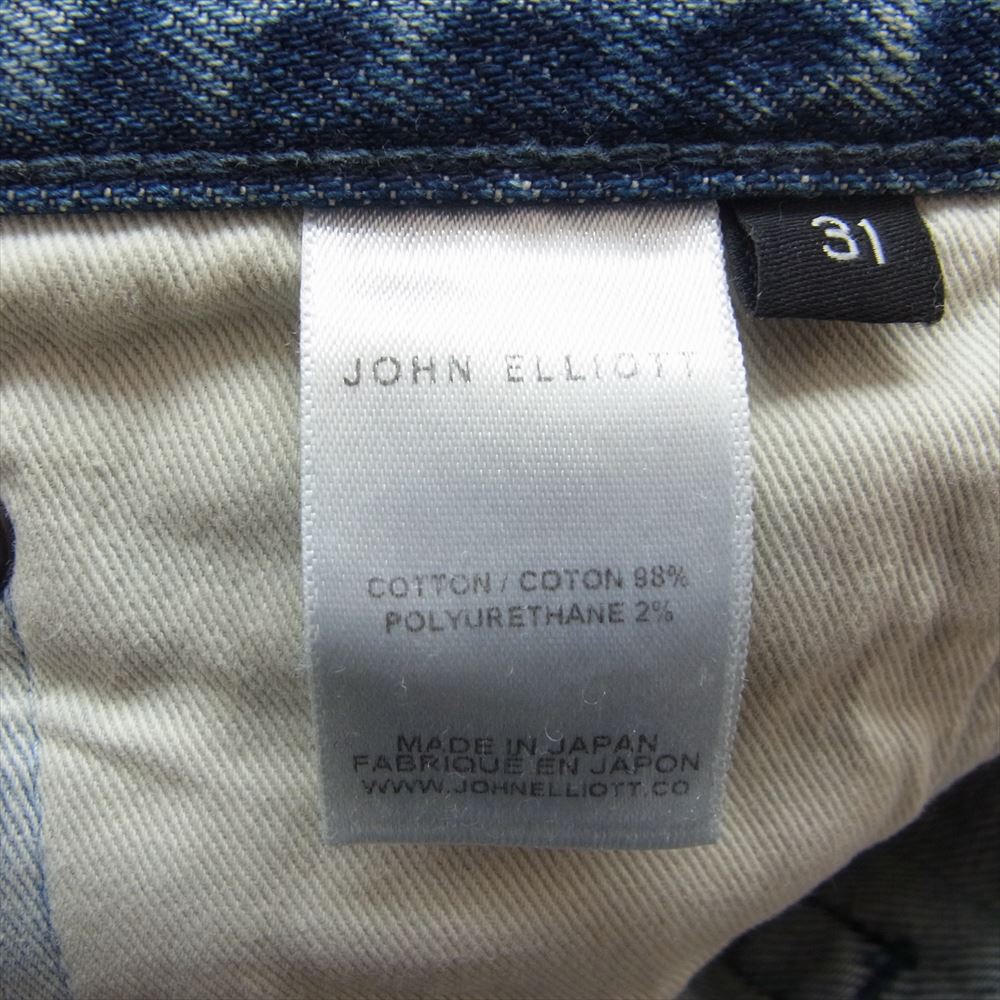 31
JOHN ELLIOTT
COTTON / COTON 98%
POLYURETHANE 2%
MADE IN JAPAN
FABRIQUE EN JAPON
WWW.JOHNELLIOTT.CO